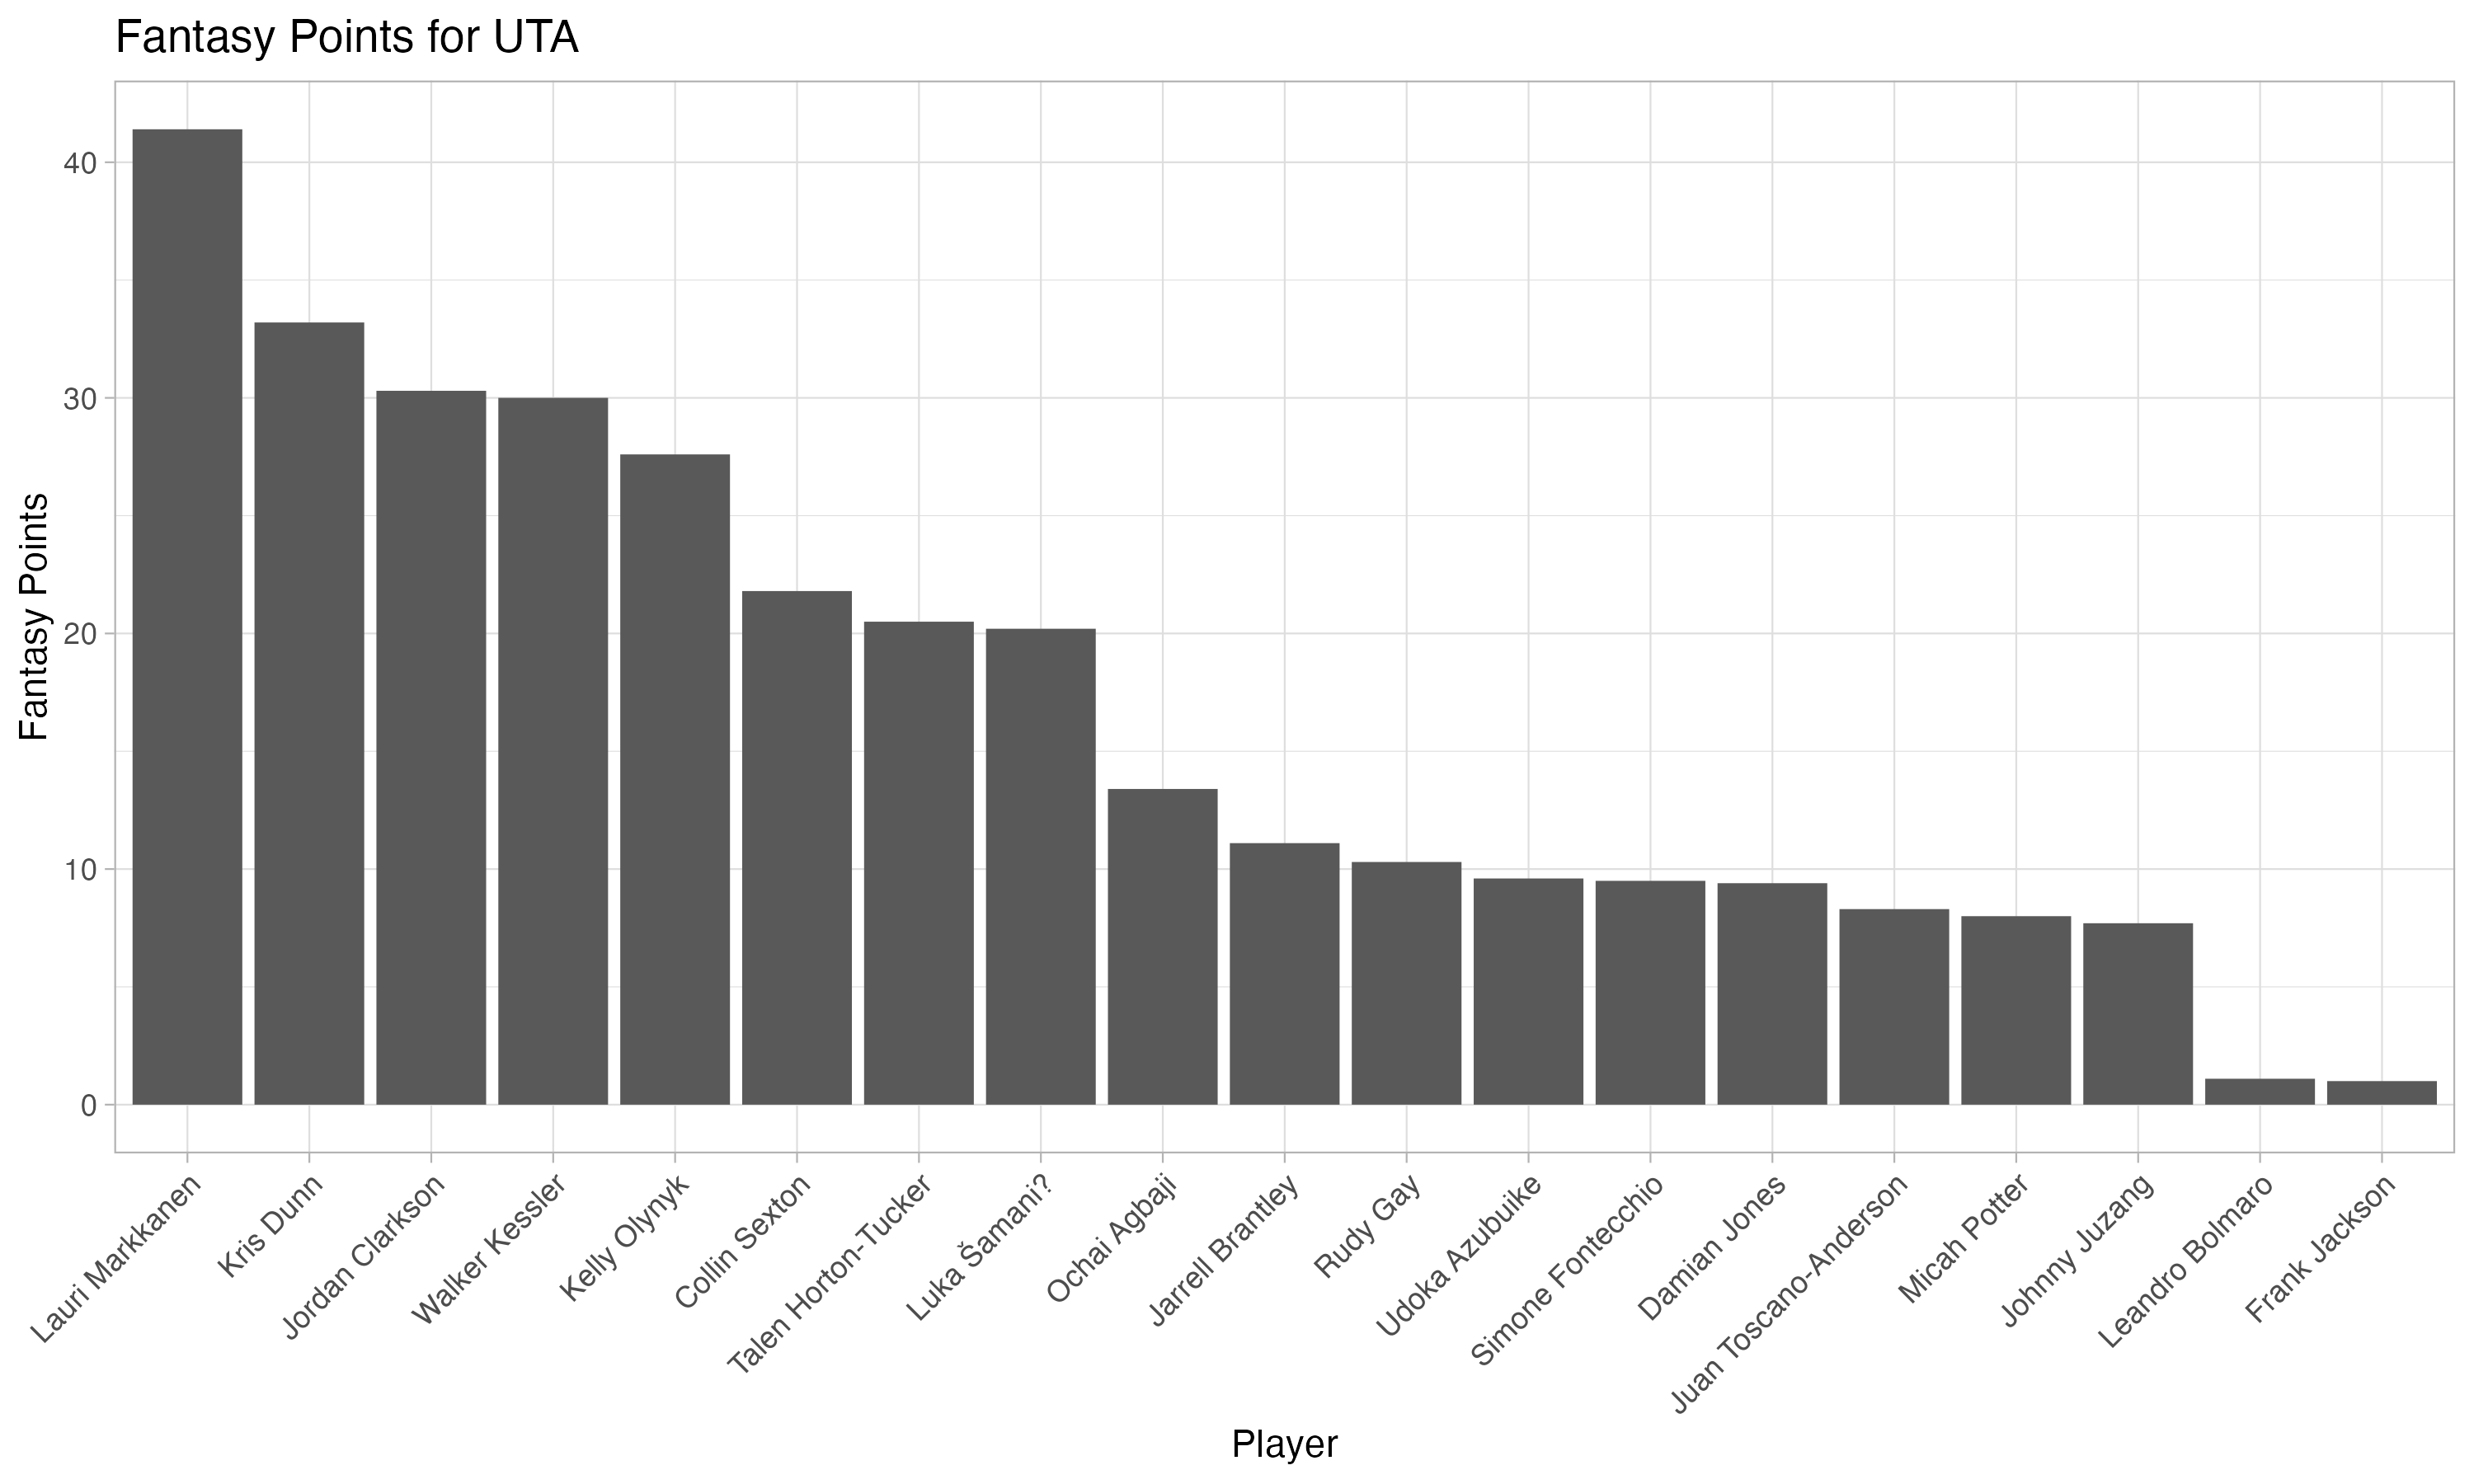 Fantasy Points for UTA
Fantasy Points
40
30
20
10
0
Lauri Markkanen
Kris Dunn
Jordan Clarkson
Walker Kessler
Kelly Olynyk
Collin Sexton
Talen Horton-Tucker
Luka Šamani?
Ochai Agbaji
Jarrell Brantley
Rudy Gay
Udoka Azubuike
Simone Fontecchio
Damian Jones
Juan Toscano-Anderson
Micah Potter
Johnny Juzang
Leandro Bolmaro
Frank Jackson
Player